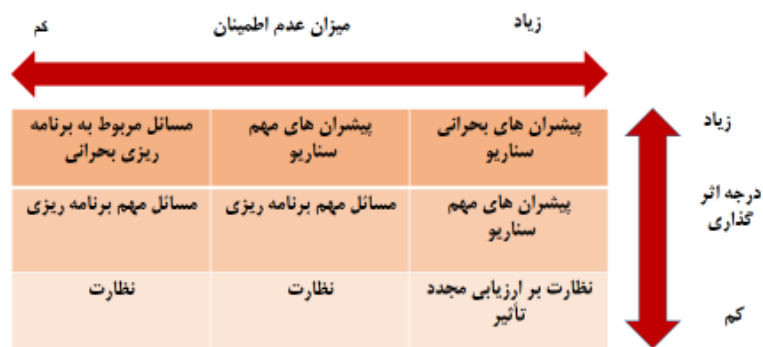 زیاد
میزان عدم اطمینان
کم
زیاد
درجه اثر
گذاری
کم
پیشران های بحرانی
سناریو
پیشران های مهم
سناریو
مسائل مربوط به برنامه
ریزی بحرانی
پیشران های مهم
سناریو
مسائل مهم برنامه ریزی
مسائل مهم برنامه ریزی
نظارت بر ارزیابی مجدد
تأثیر
نظارت
نظارت